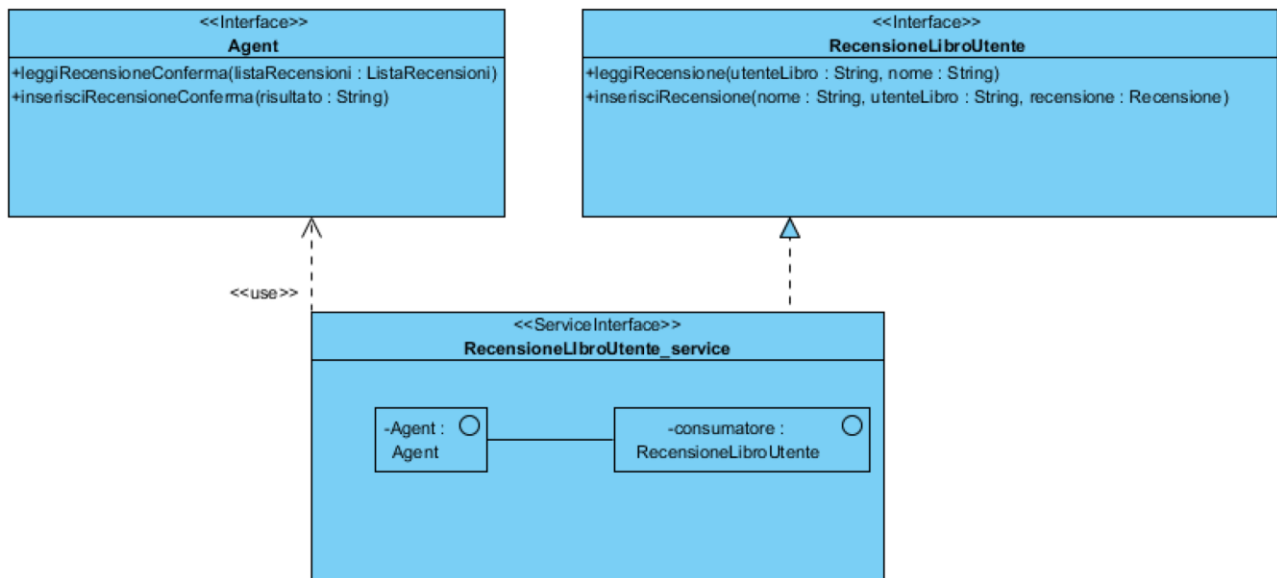 <<Interface>>
Agent
+leggiRecensioneConferma(listaRecensioni : ListaRecensioni)
+inserisciRecensioneConferma(risultato : String)
<<Interface>>
RecensioneLibroUtente
+leggiRecensione(utenteLibro : String, nome : String)
+inserisciRecensione(nome : String, utenteLibro : String, recensione : Recensione)
<<use>>
<<ServiceInterface>>
RecensioneLIbroUtente_service
-Agent :
Agent
-consumatore :
RecensioneLibroUtente